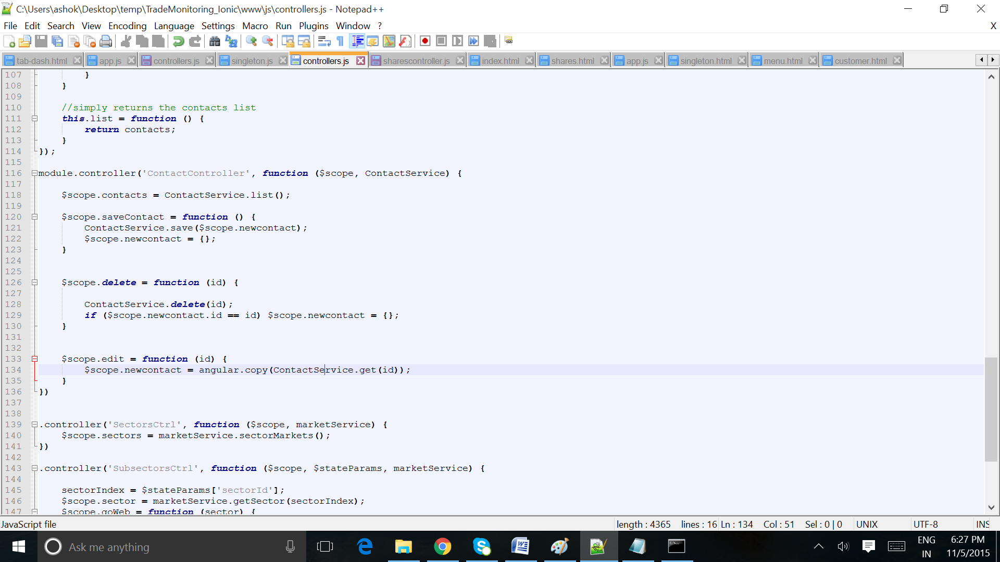 C:\Users\ashok\Desktop\temp\TradeMonitoring_Ionic\www\js\controllers.js - Notepad++
File Edit Search View Encoding Language Settings Macro Run Plugins Window ? X
tab-dash.html app.js controllers.js singleton.js controllers.js sharescontroller.js index.html shares.html app.js singleton.html menu.html customer.html
107 }
108 }
109
110 //simply returns the contacts list
111 this.list = function () {
112 return contacts;
113 }
114 });
115
116 module.controller('ContactController', function ($scope, ContactService) {
117
118 $scope.contacts = ContactService.list();
119
120 $scope.saveContact = function () {
121 ContactService.save($scope.newcontact);
122 $scope.newcontact = {};
123 }
124
125
126 $scope.delete = function (id) {
127
128 ContactService.delete(id);
129 if ($scope.newcontact.id == id) $scope.newcontact = {};
130 }
131
132
133 $scope.edit = function (id) {
134 $scope.newcontact = angular.copy(ContactService.get(id));
135 }
136 })
137
138
139 .controller('SectorsCtrl', function ($scope, marketService) {
140 $scope.sectors = marketService.sectorMarkets();
141 })
142
143 .controller('SubsectorsCtrl', function ($scope, $stateParams, marketService) {
144
145 sectorIndex = $stateParams['sectorId'];
146 $scope.sector = marketService.getSector(sectorIndex);
147 $scope.goWeb = function (sector) {
JavaScript file length : 4365 lines : 16 Ln : 134 Col : 51 Sel : 0 | 0 UNIX UTF-8 INS
Ask me anything
ENG
IN
6:27 PM
11/5/2015